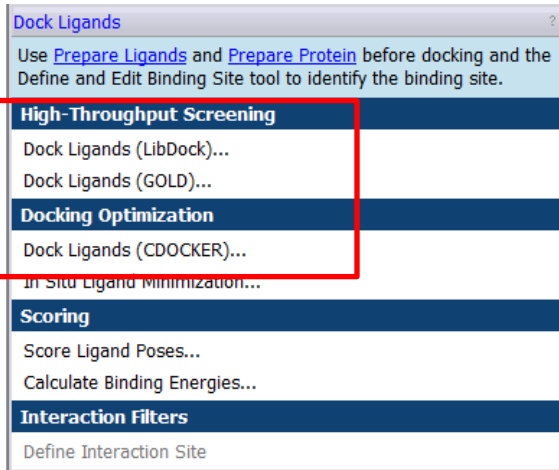 Dock Ligands ?
Use Prepare Ligands and Prepare Protein before docking and the
Define and Edit Binding Site tool to identify the binding site.
High-Throughput Screening
Dock Ligands (LibDock)...
Dock Ligands (GOLD)...
Docking Optimization
Dock Ligands (CDOCKER)...
In Situ Ligand Minimization...
Scoring
Score Ligand Poses...
Calculate Binding Energies...
Interaction Filters
Define Interaction Site